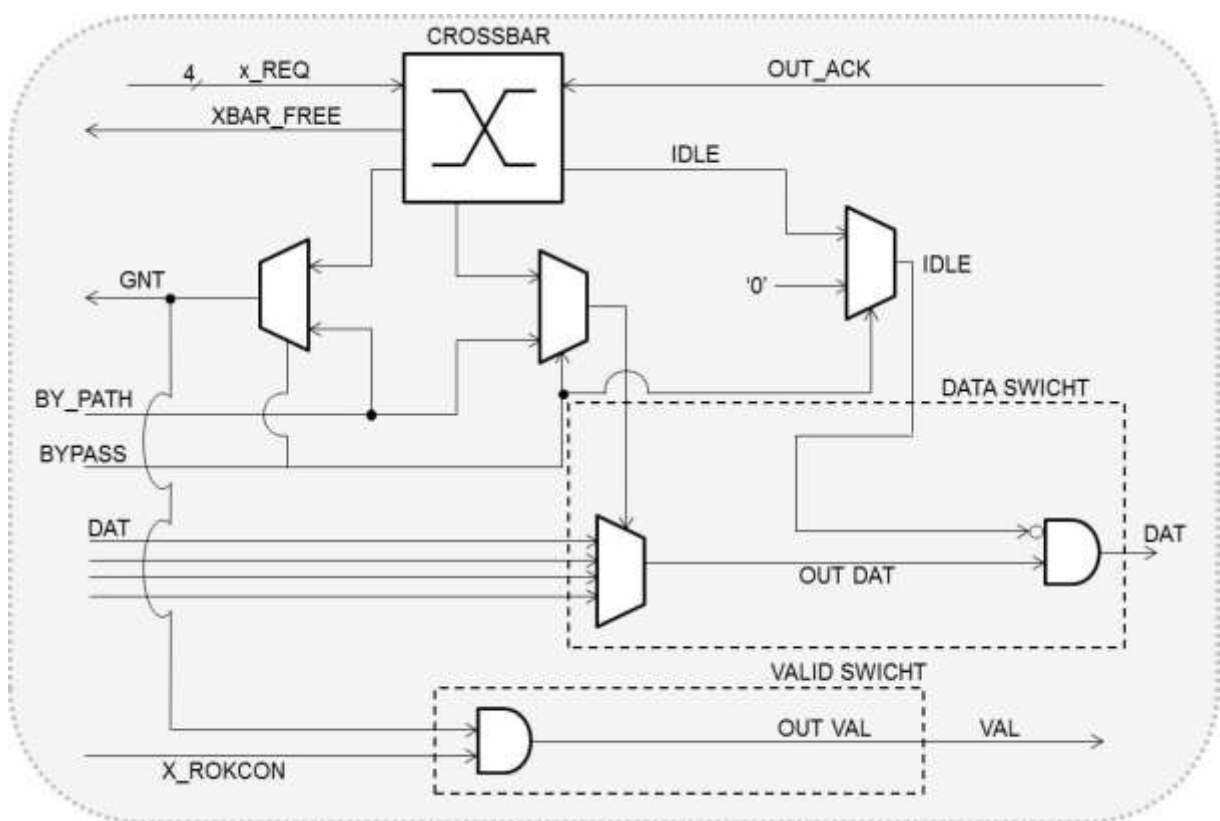 CROSSBAR
4
x_REQ
OUT_ACK
XBAR_FREE
IDLE
GNT
'0'
IDLE
BY_PATH
DATA SWICHT
BYPASS
DAT
DAT
OUT DAT
VALID SWICHT
OUT VAL
VAL
X_ROKCON